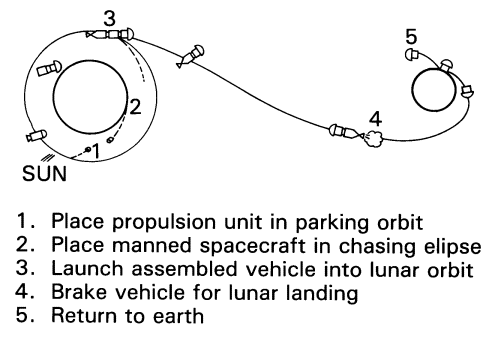 3
5
2
1
4
SUN
1. Place propulsion unit in parking orbit
2. Place manned spacecraft in chasing elipse
3. Launch assembled vehicle into lunar orbit
4. Brake vehicle for lunar landing
5. Return to earth